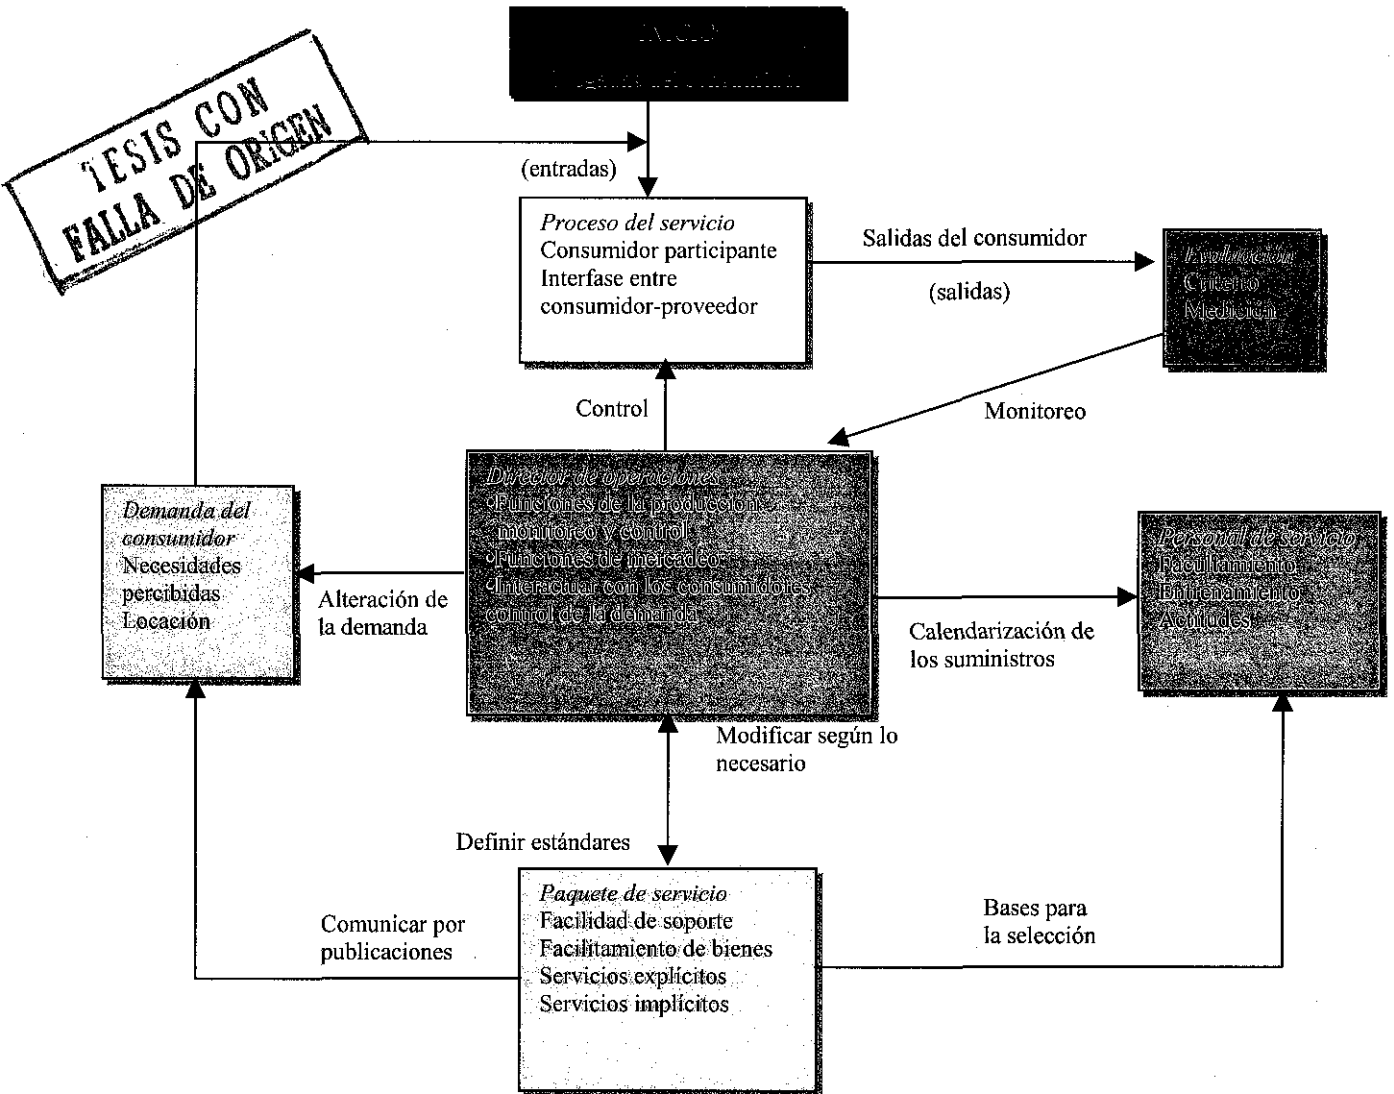 INICIO
TESIS CON
FALLA DE ORIGEN
(entradas)
Proceso del servicio
Consumidor participante
Interfase entre
consumidor-proveedor
Salidas del consumidor
(salidas)
Evaluación
Criterio
Medición
Control
Monitoreo
Director de operaciones
•Funciones de la producción
monitoreo y control
•Funciones de mercadeo
•Interactuar con los consumidores
control de la demanda
Demanda del
consumidor
Necesidades
percibidas
Locación
Alteración de
la demanda
Personal de servicio
Facultamiento
Entrenamiento
Actitudes
Calendarización de
los suministros
Modificar según lo
necesario
Definir estándares
Paquete de servicio
Facilidad de soporte
Facilitamiento de bienes
Servicios explícitos
Servicios implícitos
Comunicar por
publicaciones
Bases para
la selección